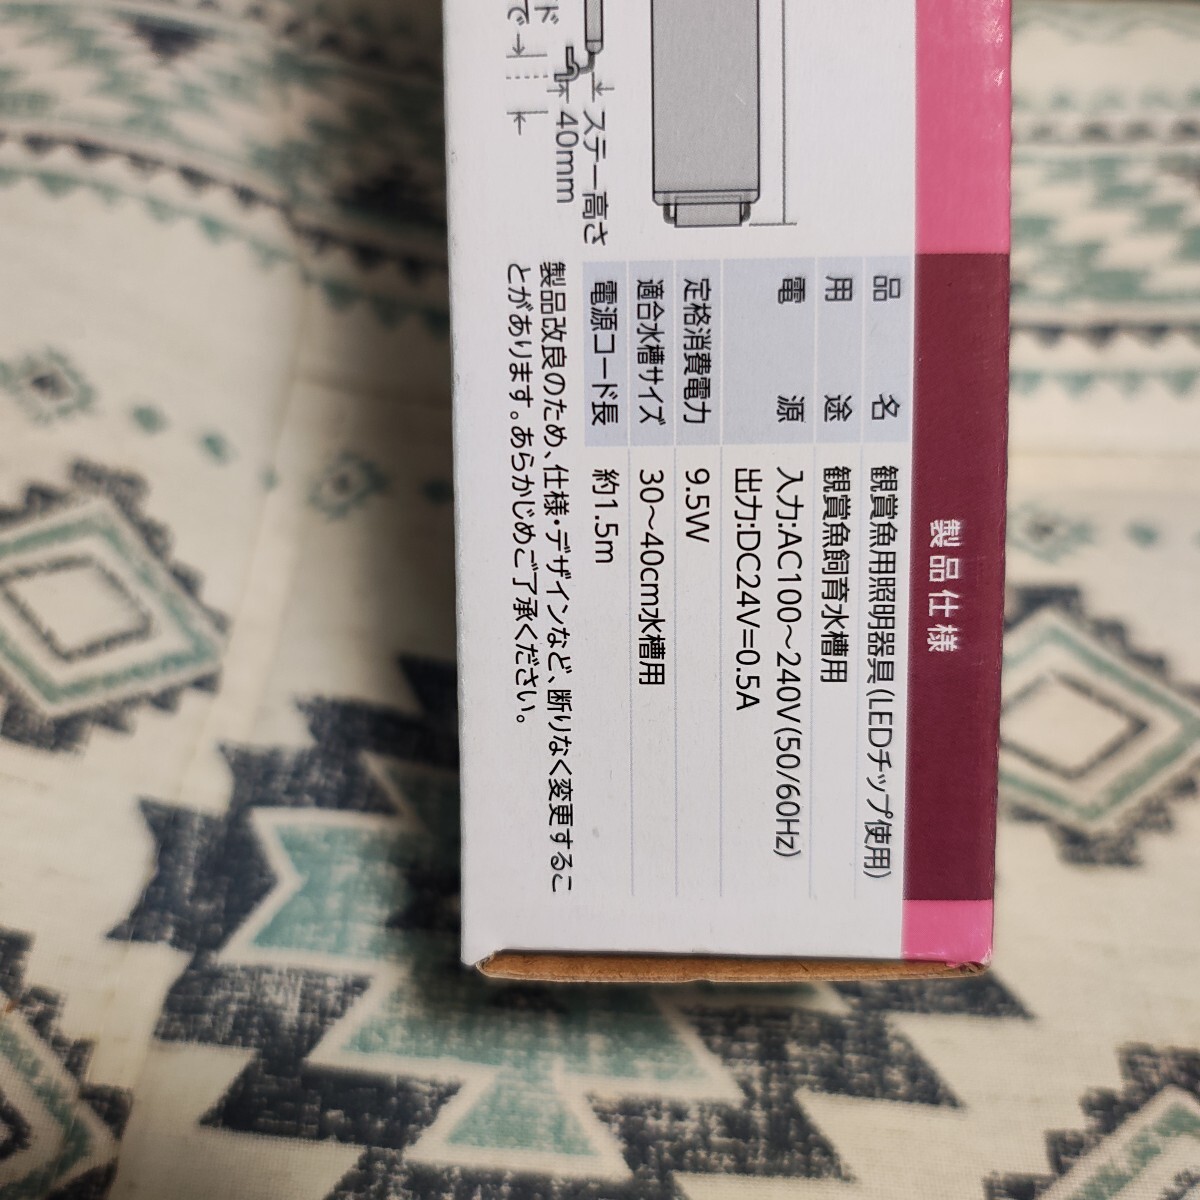 ド
で
ステー高さ
40mm
製品仕様
品名 観賞魚用照明器具(LEDチップ使用)
用途 観賞魚飼育水槽用
電源 入力:AC100〜240V(50/60Hz)
出力:DC24V=0.5A
定格消費電力 9.5W
適合水槽サイズ 30〜40cm水槽用
電源コード長 約1.5m
製品改良のため、仕様・デザインなど、断りなく変更するこ
とがあります。あらかじめご了承ください。